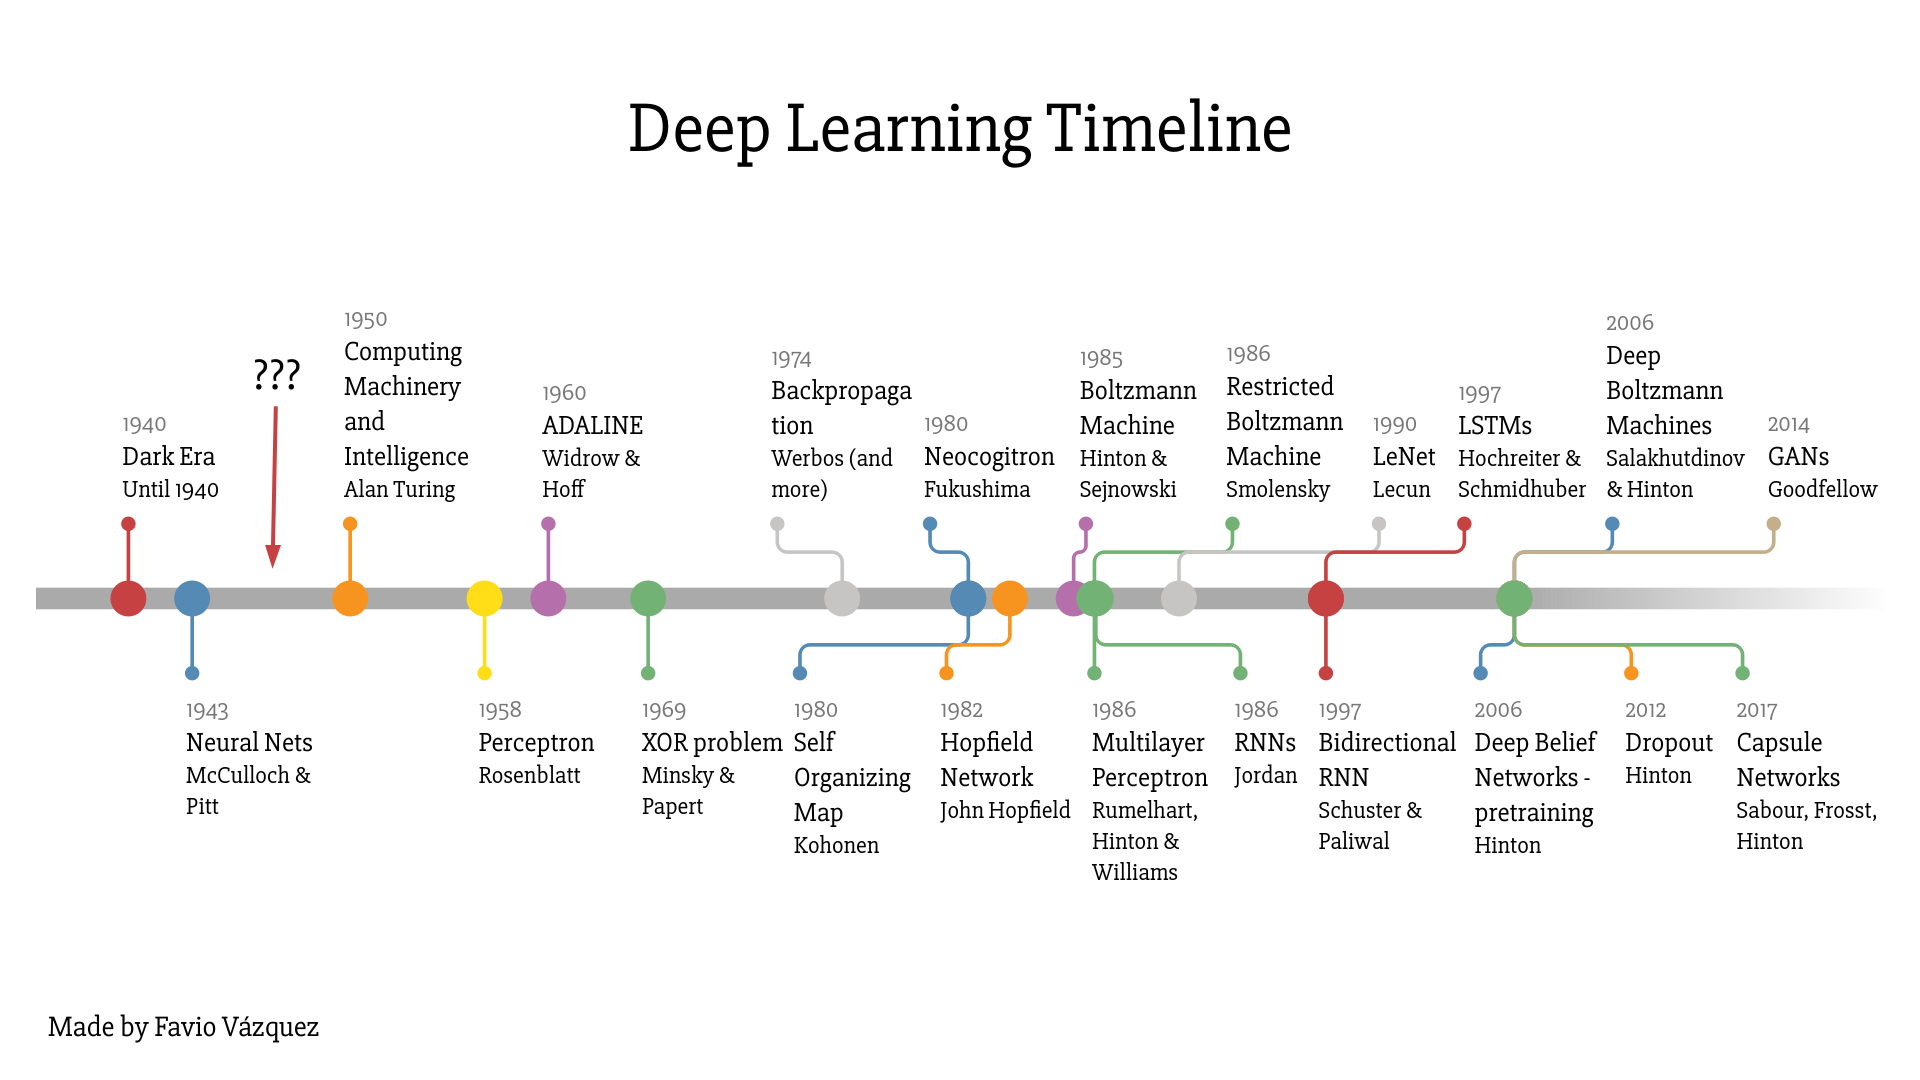 Deep Learning Timeline
1940
Dark Era
Until 1940
???
1950
Computing
Machinery
and
Intelligence
Alan Turing
1960
ADALINE
Widrow &
Hoff
1974
Backpropaga
tion
Werbos (and
more)
1980
Neocogitron
Fukushima
1985
Boltzmann
Machine
Hinton &
Sejnowski
1986
Restricted
Boltzmann
Machine
Smolensky
1990
LeNet
Lecun
1997
LSTMs
Hochreiter &
Schmidhuber
2006
Deep
Boltzmann
Machines
Salakhutdinov
& Hinton
2014
GANs
Goodfellow
1943
Neural Nets
McCulloch &
Pitt
1958
Perceptron
Rosenblatt
1969
XOR problem
Minsky &
Papert
1980
Self
Organizing
Map
Kohonen
1982
Hopfield
Network
John Hopfield
1986
Multilayer
Perceptron
Rumelhart,
Hinton &
Williams
1986
RNNs
Jordan
1997
Bidirectional
RNN
Schuster &
Paliwal
2006
Deep Belief
Networks -
pretraining
Hinton
2012
Dropout
Hinton
2017
Capsule
Networks
Sabour, Frosst,
Hinton
Made by Favio Vázquez